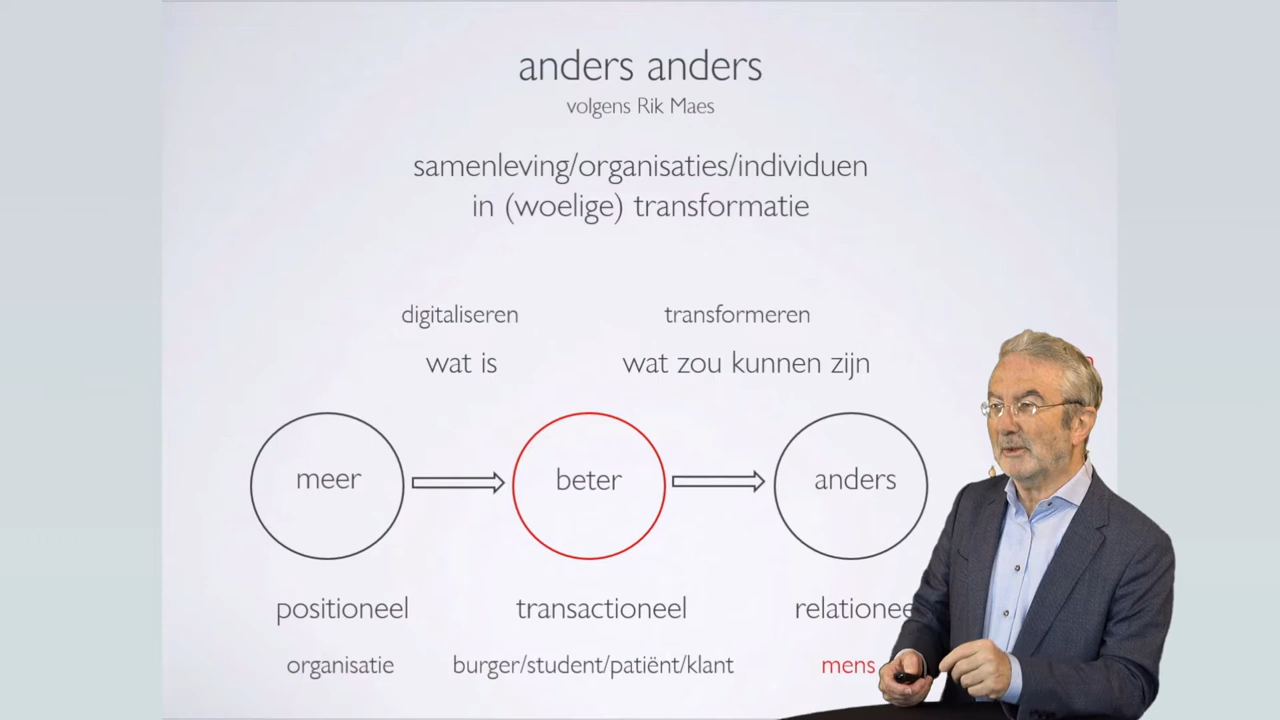 anders anders
volgens Rik Maes
samenleving/organisaties/individuen
in (woelige) transformatie
digitaliseren transformeren
wat is wat zou kunnen zijn
meer beter anders
positioneel transactioneel relationee
organisatie burger/student/patiënt/klant mens